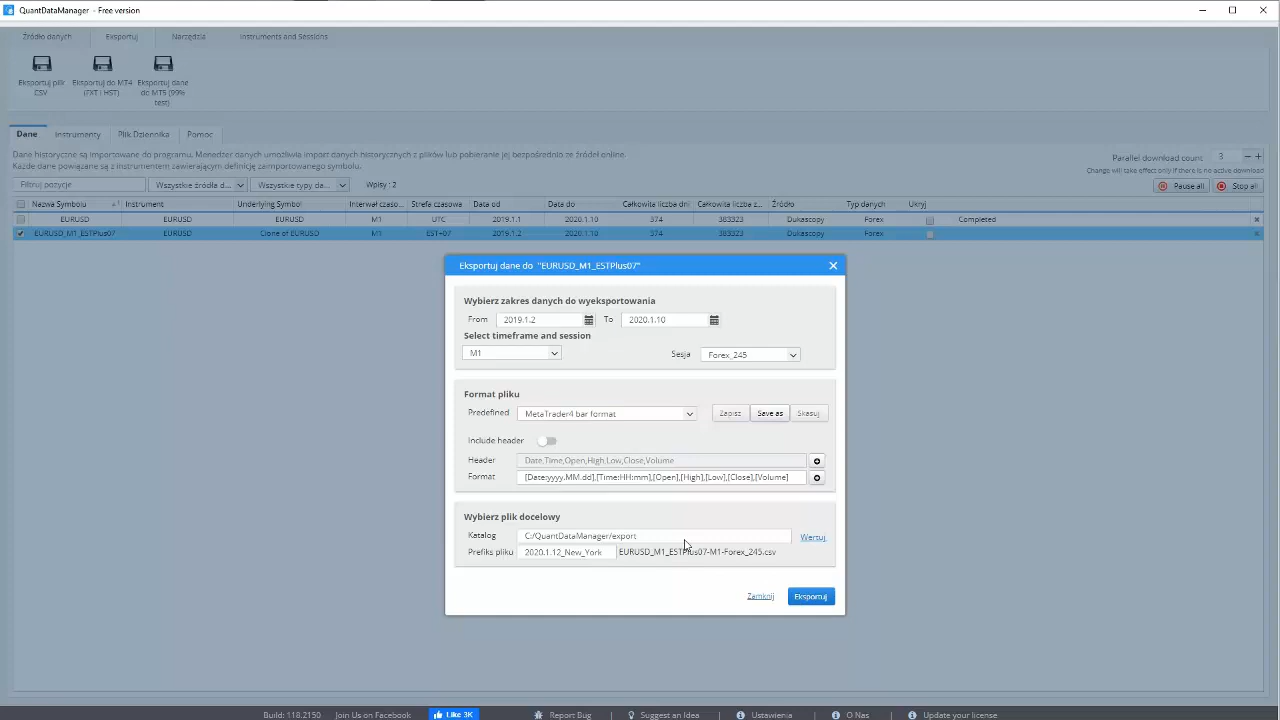 QuantDataManager - Free version
Źródło danych Eksportuj Narzędzia Instruments and Sessions
Eksportuj plik CSV
Eksportuj do MT4 (FXT i HST)
Eksportuj dane do MT5 (99% test)
Dane Instrumenty Plik Dziennika Pomoc
Dane historyczne są importowane do programu. Menedżer danych umożliwia import danych historycznych z plików lub pobieranie jej bezpośrednio ze źródeł online.
Każde dane powiązane są z instrumentem zawierającym definicję zaimportowanego symbolu.
Parallel download count 3
Change will take effect only if there is no active download
Filtruj pozycje Wszystkie źródła d... Wszystkie typy da... Wpisy : 2 Pause all Stop all
Nazwa Symbolu Instrument Underlying Symbol Interwał czaso... Strefa czasowa Data od Data do Całkowita liczba dni Całkowita liczba z... Źródło Typ danych Ukryj
EURUSD EURUSD EURUSD M1 UTC 2019.1.1 2020.1.10 374 383323 Dukascopy Forex Completed
EURUSD_M1_ESTPlus07 EURUSD Clone of EURUSD M1 EST+07 2019.1.2 2020.1.10 374 383323 Dukascopy Forex
Eksportuj dane do "EURUSD_M1_ESTPlus07"
Wybierz zakres danych do wyeksportowania
From 2019.1.2 To 2020.1.10
Select timeframe and session
M1 Sesja Forex_245
Format pliku
Predefined MetaTrader4 bar format Zapisz Save as Skasuj
Include header
Header Date,Time,Open,High,Low,Close,Volume
Format [Date:yyyy.MM.dd],[Time:HH:mm],[Open],[High],[Low],[Close],[Volume]
Wybierz plik docelowy
Katalog C:/QuantDataManager/export Wertuj
Prefiks pliku 2020.1.12_New_York EURUSD_M1_ESTPlus07-M1-Forex_245.csv
Zamknij Eksportuj
Build: 118.2150 Join Us on Facebook Like 3K Report Bug Suggest an Idea Ustawienia O Nas Update your license